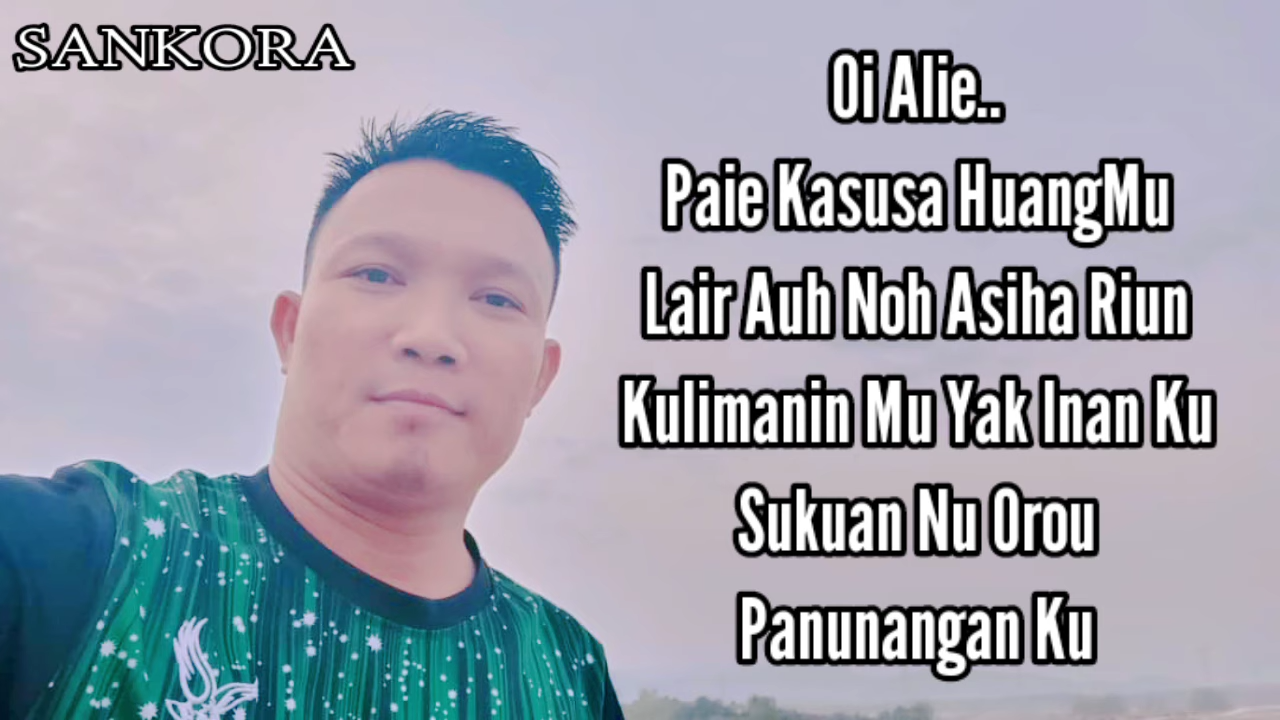 SANKORA
Oi Alie..
Paie Kasusa HuangMu
Lair Auh Noh Asiha Riun
Kulimanin Mu Yak Inan Ku
Sukuan Nu Orou
Panunangan Ku